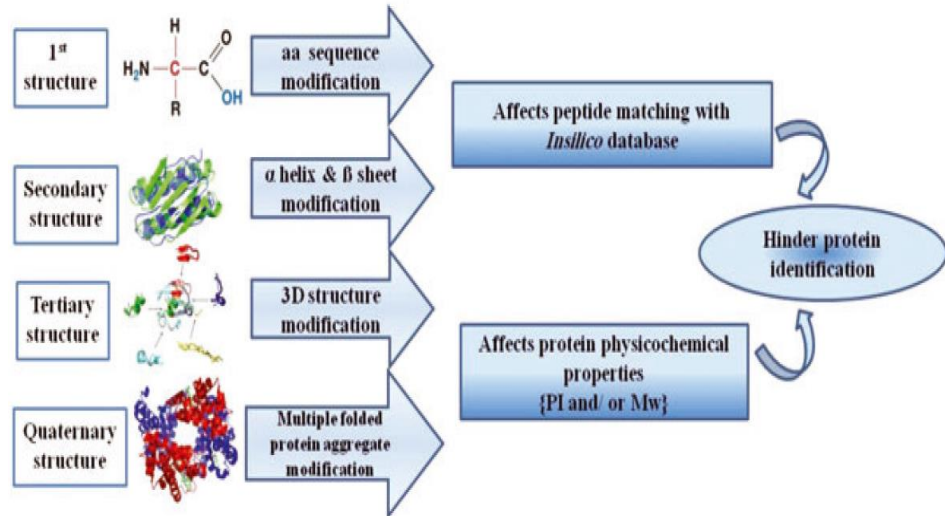 1st
structure
H
O
H₂N
C
C
OH
R
aa sequence
modification
Affects peptide matching with
Insilico database
Secondary
structure
α helix & ß sheet
modification
Hinder protein
identification
Tertiary
structure
3D structure
modification
Affects protein physicochemical
properties
{PI and/ or Mw}
Quaternary
structure
Multiple folded
protein aggregate
modification